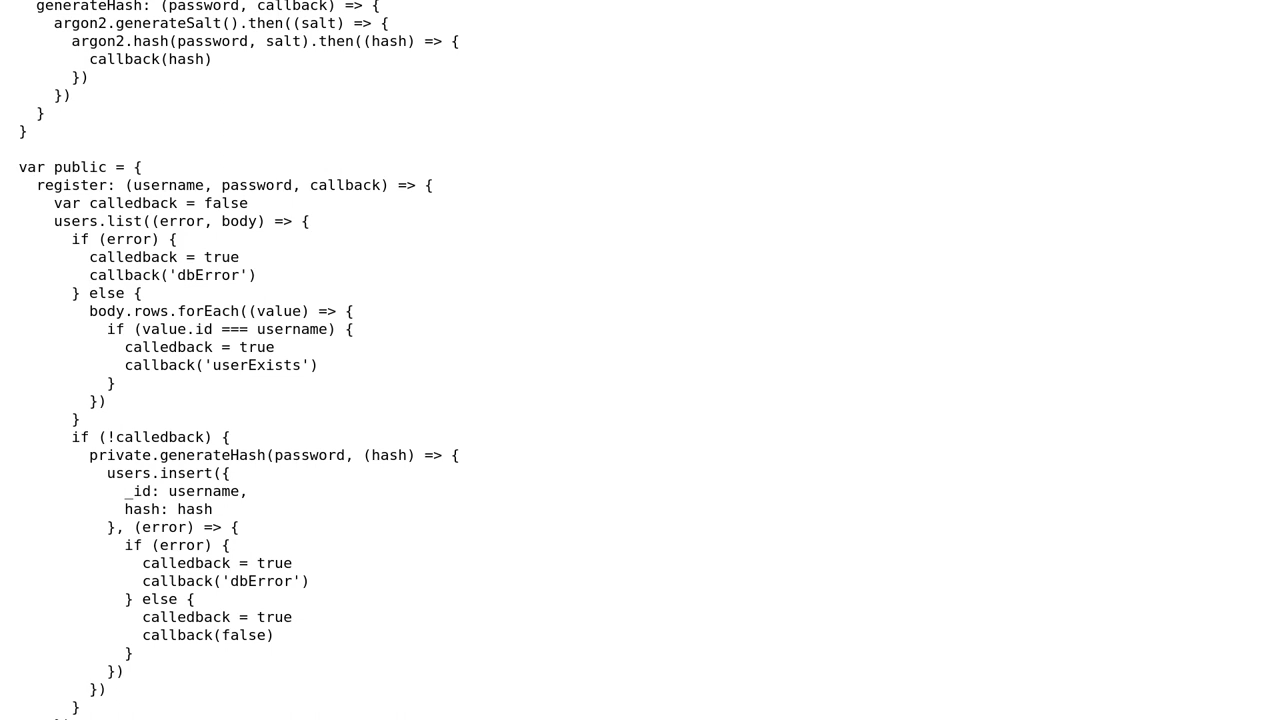 generateHash: (password, callback) => {
argon2.generateSalt().then((salt) => {
argon2.hash(password, salt).then((hash) => {
callback(hash)
})
})
}
}
var public = {
register: (username, password, callback) => {
var calledback = false
users.list((error, body) => {
if (error) {
calledback = true
callback('dbError')
} else {
body.rows.forEach((value) => {
if (value.id === username) {
calledback = true
callback('userExists')
}
})
}
if (!calledback) {
private.generateHash(password, (hash) => {
users.insert({
_id: username,
hash: hash
}, (error) => {
if (error) {
calledback = true
callback('dbError')
} else {
calledback = true
callback(false)
}
})
})
}